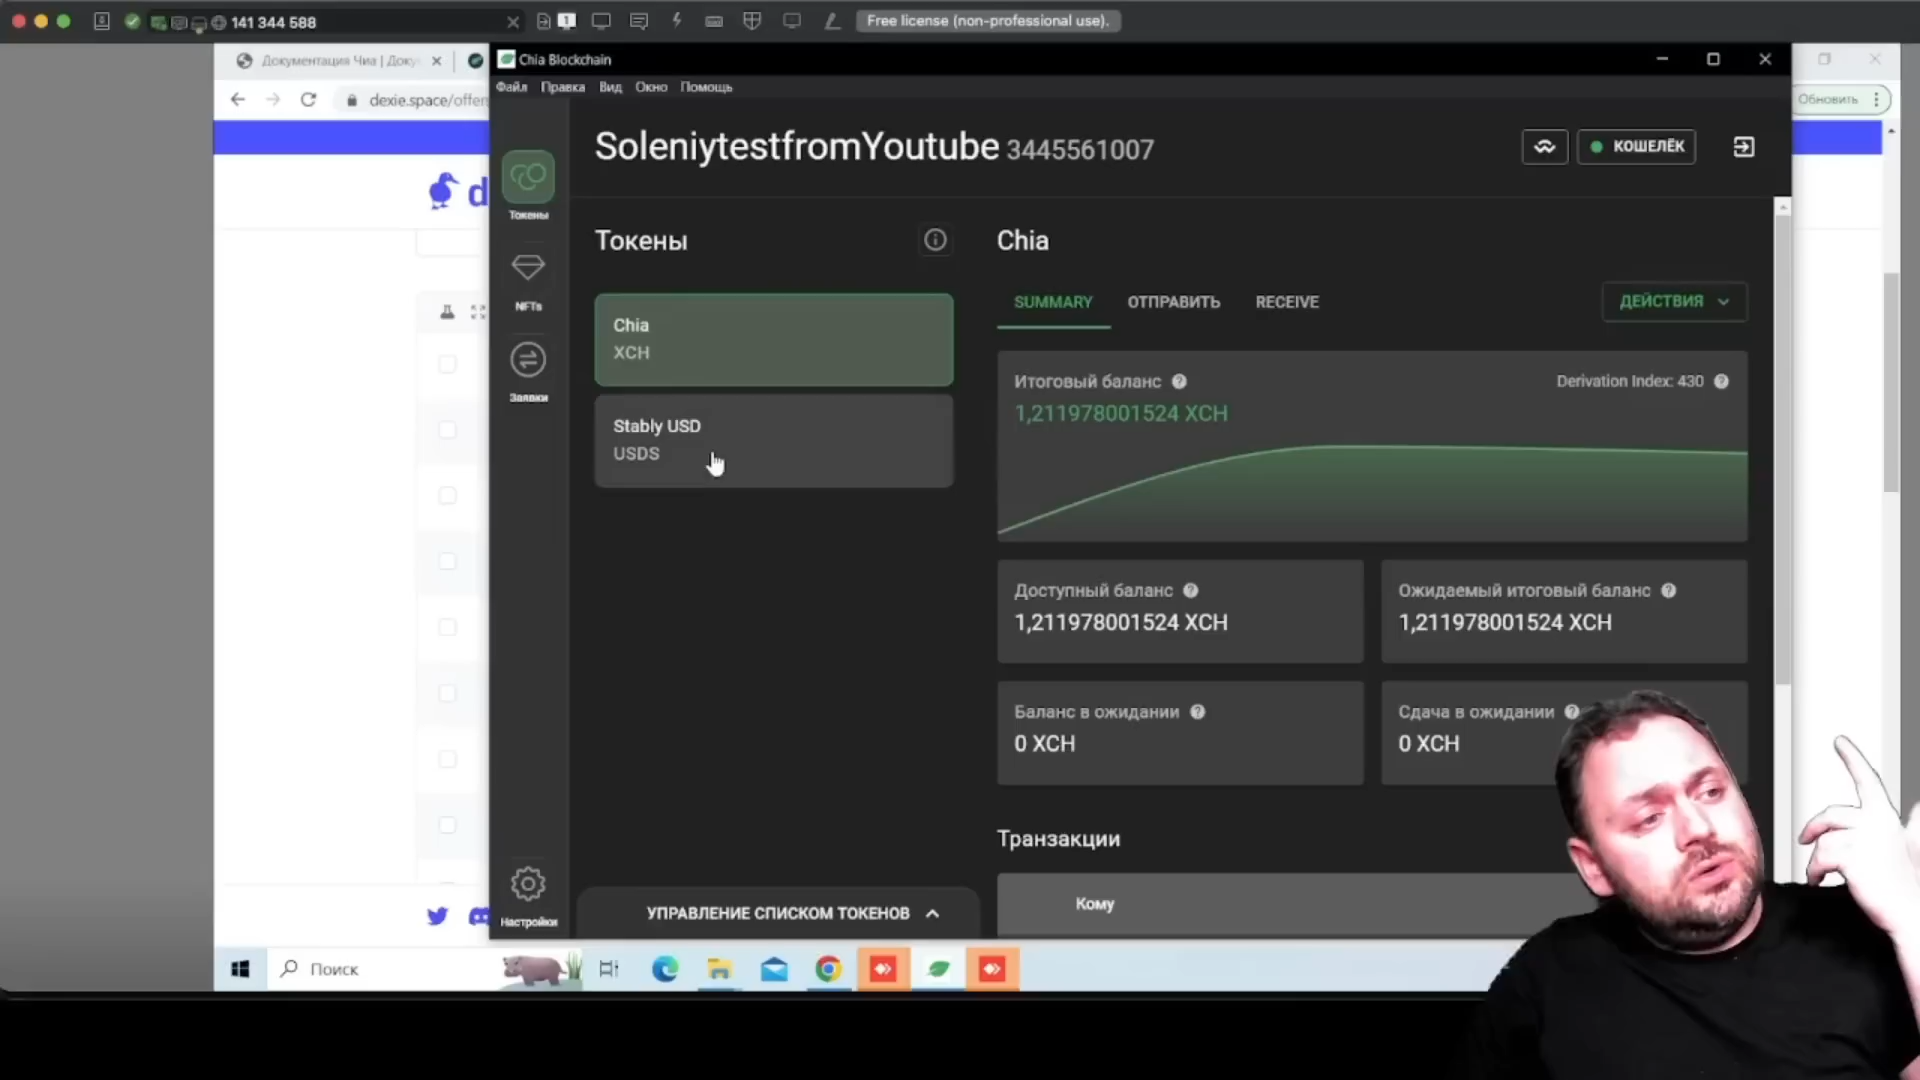 141 344 588
Free license (non-professional use).
Документация Чиа | Доку
dexie.space/offers
Обновить
d
Chia Blockchain
Файл Правка Вид Окно Помощь
SoleniytestfromYoutube 3445561007
КОШЕЛЁК
Токены
NFTs
Заявки
Настройки
Токены
Chia
XCH
Stably USD
USDS
УПРАВЛЕНИЕ СПИСКОМ ТОКЕНОВ
Chia
SUMMARY ОТПРАВИТЬ RECEIVE
ДЕЙСТВИЯ
Итоговый баланс
Derivation Index: 430
1,211978001524 XCH
Доступный баланс
1,211978001524 XCH
Ожидаемый итоговый баланс
1,211978001524 XCH
Баланс в ожидании
0 XCH
Сдача в ожидании
0 XCH
Транзакции
Кому
Поиск